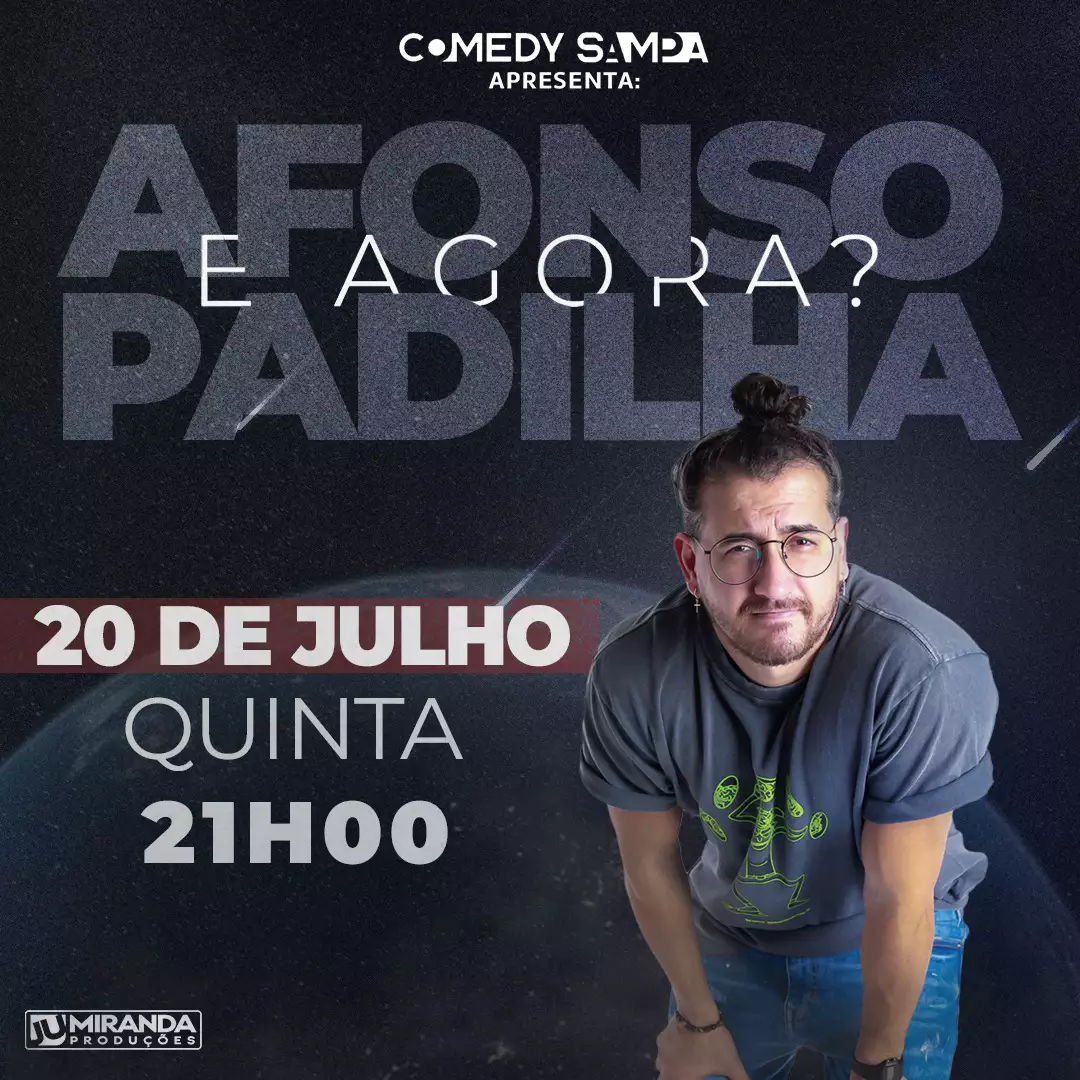 COMEDY SAMPA
APRESENTA:
AFONSO
E AGORA?
PADILHA
20 DE JULHO
QUINTA
21H00
MIRANDA
PRODUÇÕES